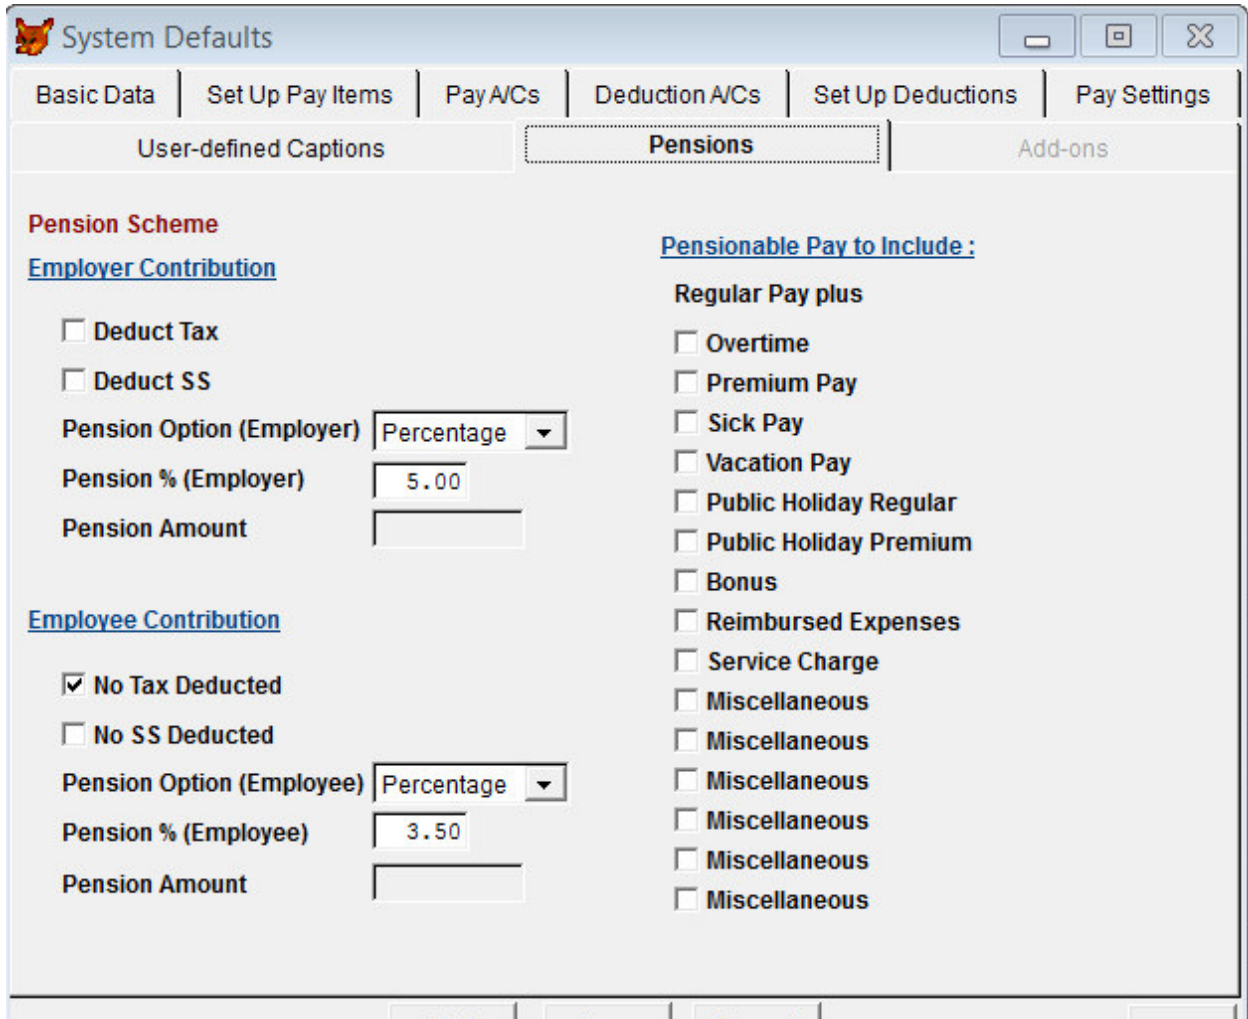 System Defaults
Basic Data Set Up Pay Items Pay A/Cs Deduction A/Cs Set Up Deductions Pay Settings
User-defined Captions Pensions Add-ons
Pension Scheme
Employer Contribution
Deduct Tax
Deduct SS
Pension Option (Employer) Percentage
Pension % (Employer) 5.00
Pension Amount
Employee Contribution
No Tax Deducted
No SS Deducted
Pension Option (Employee) Percentage
Pension % (Employee) 3.50
Pension Amount
Pensionable Pay to Include :
Regular Pay plus
Overtime
Premium Pay
Sick Pay
Vacation Pay
Public Holiday Regular
Public Holiday Premium
Bonus
Reimbursed Expenses
Service Charge
Miscellaneous
Miscellaneous
Miscellaneous
Miscellaneous
Miscellaneous
Miscellaneous